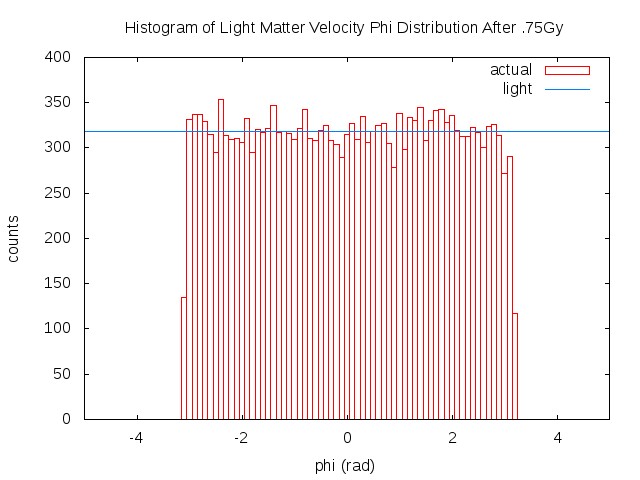 Histogram of Light Matter Velocity Phi Distribution After .75Gy
400
350
300
250
200
150
100
50
0
counts
actual
light
-4 -2 0 2 4
phi (rad)